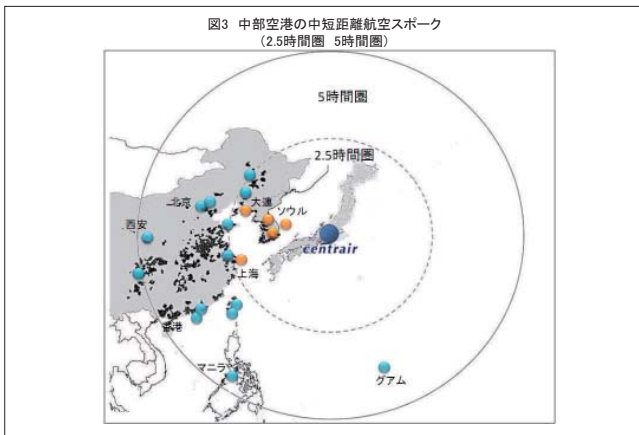 図3 中部空港の中短距離航空スポーク
（2.5時間圏 5時間圏）
5時間圏
2.5時間圏
北京
大連
ソウル
西安
centrair
上海
香港
マニラ
グアム